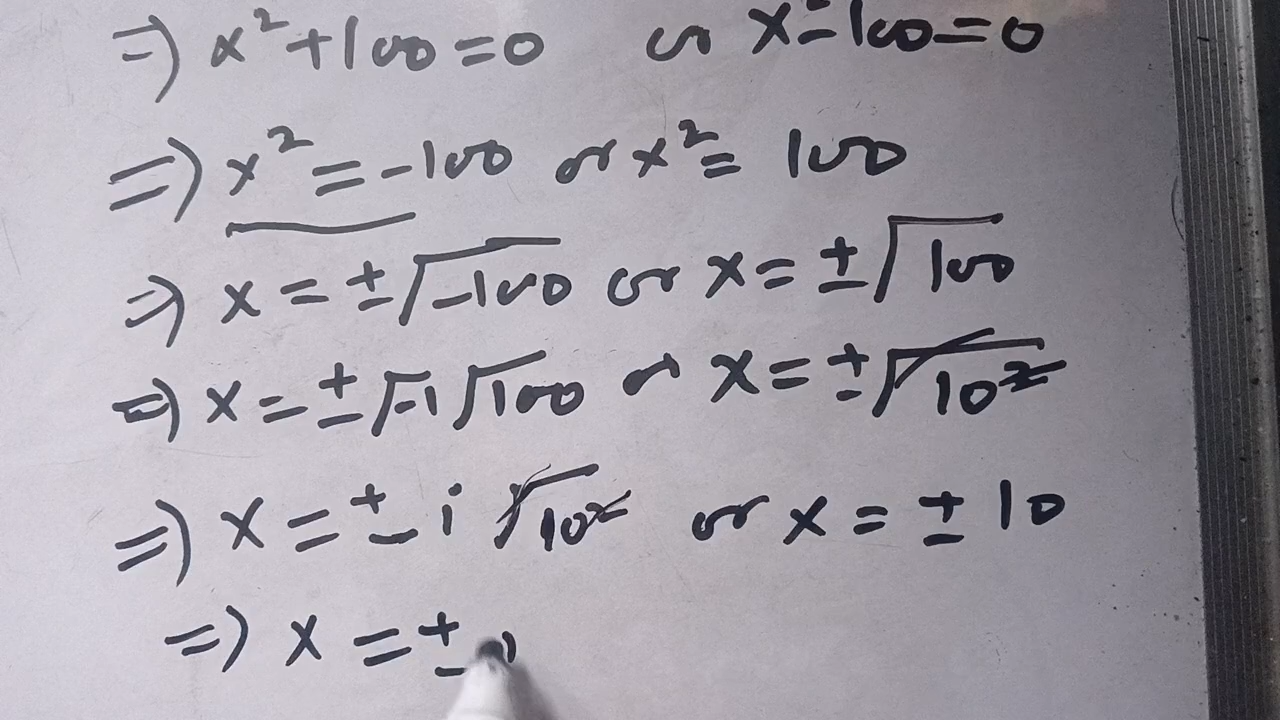 ⇒ x²+100=0 or x²-100=0
⇒ x²=-100 or x²=100
⇒ x=±√-100 or x=±√100
⇒ x=±√-1√100 or x=±√10²
⇒ x=±i√10² or x=±10
⇒ x=±